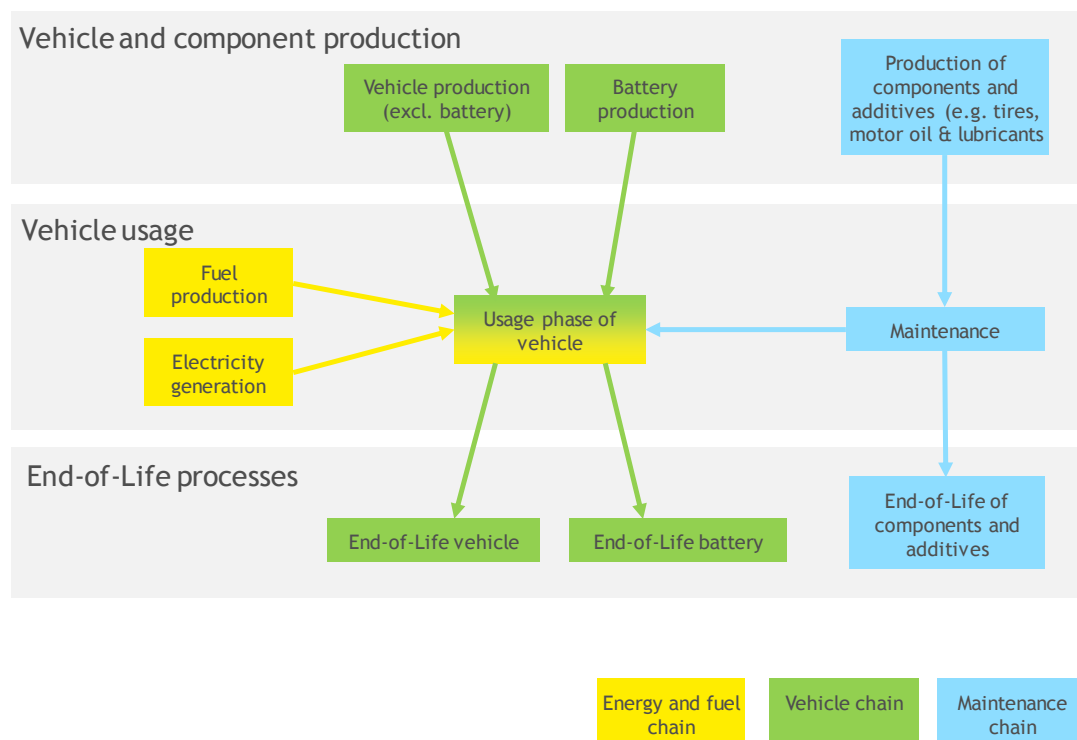 Vehicle and component production
Vehicle production
(excl. battery)
Battery
production
Production of
components and
additives (e.g. tires,
motor oil & lubricants
Vehicle usage
Fuel
production
Electricity
generation
Usage phase of
vehicle
Maintenance
End-of-Life processes
End-of-Life vehicle
End-of-Life battery
End-of-Life of
components and
additives
Energy and fuel
chain
Vehicle chain
Maintenance
chain